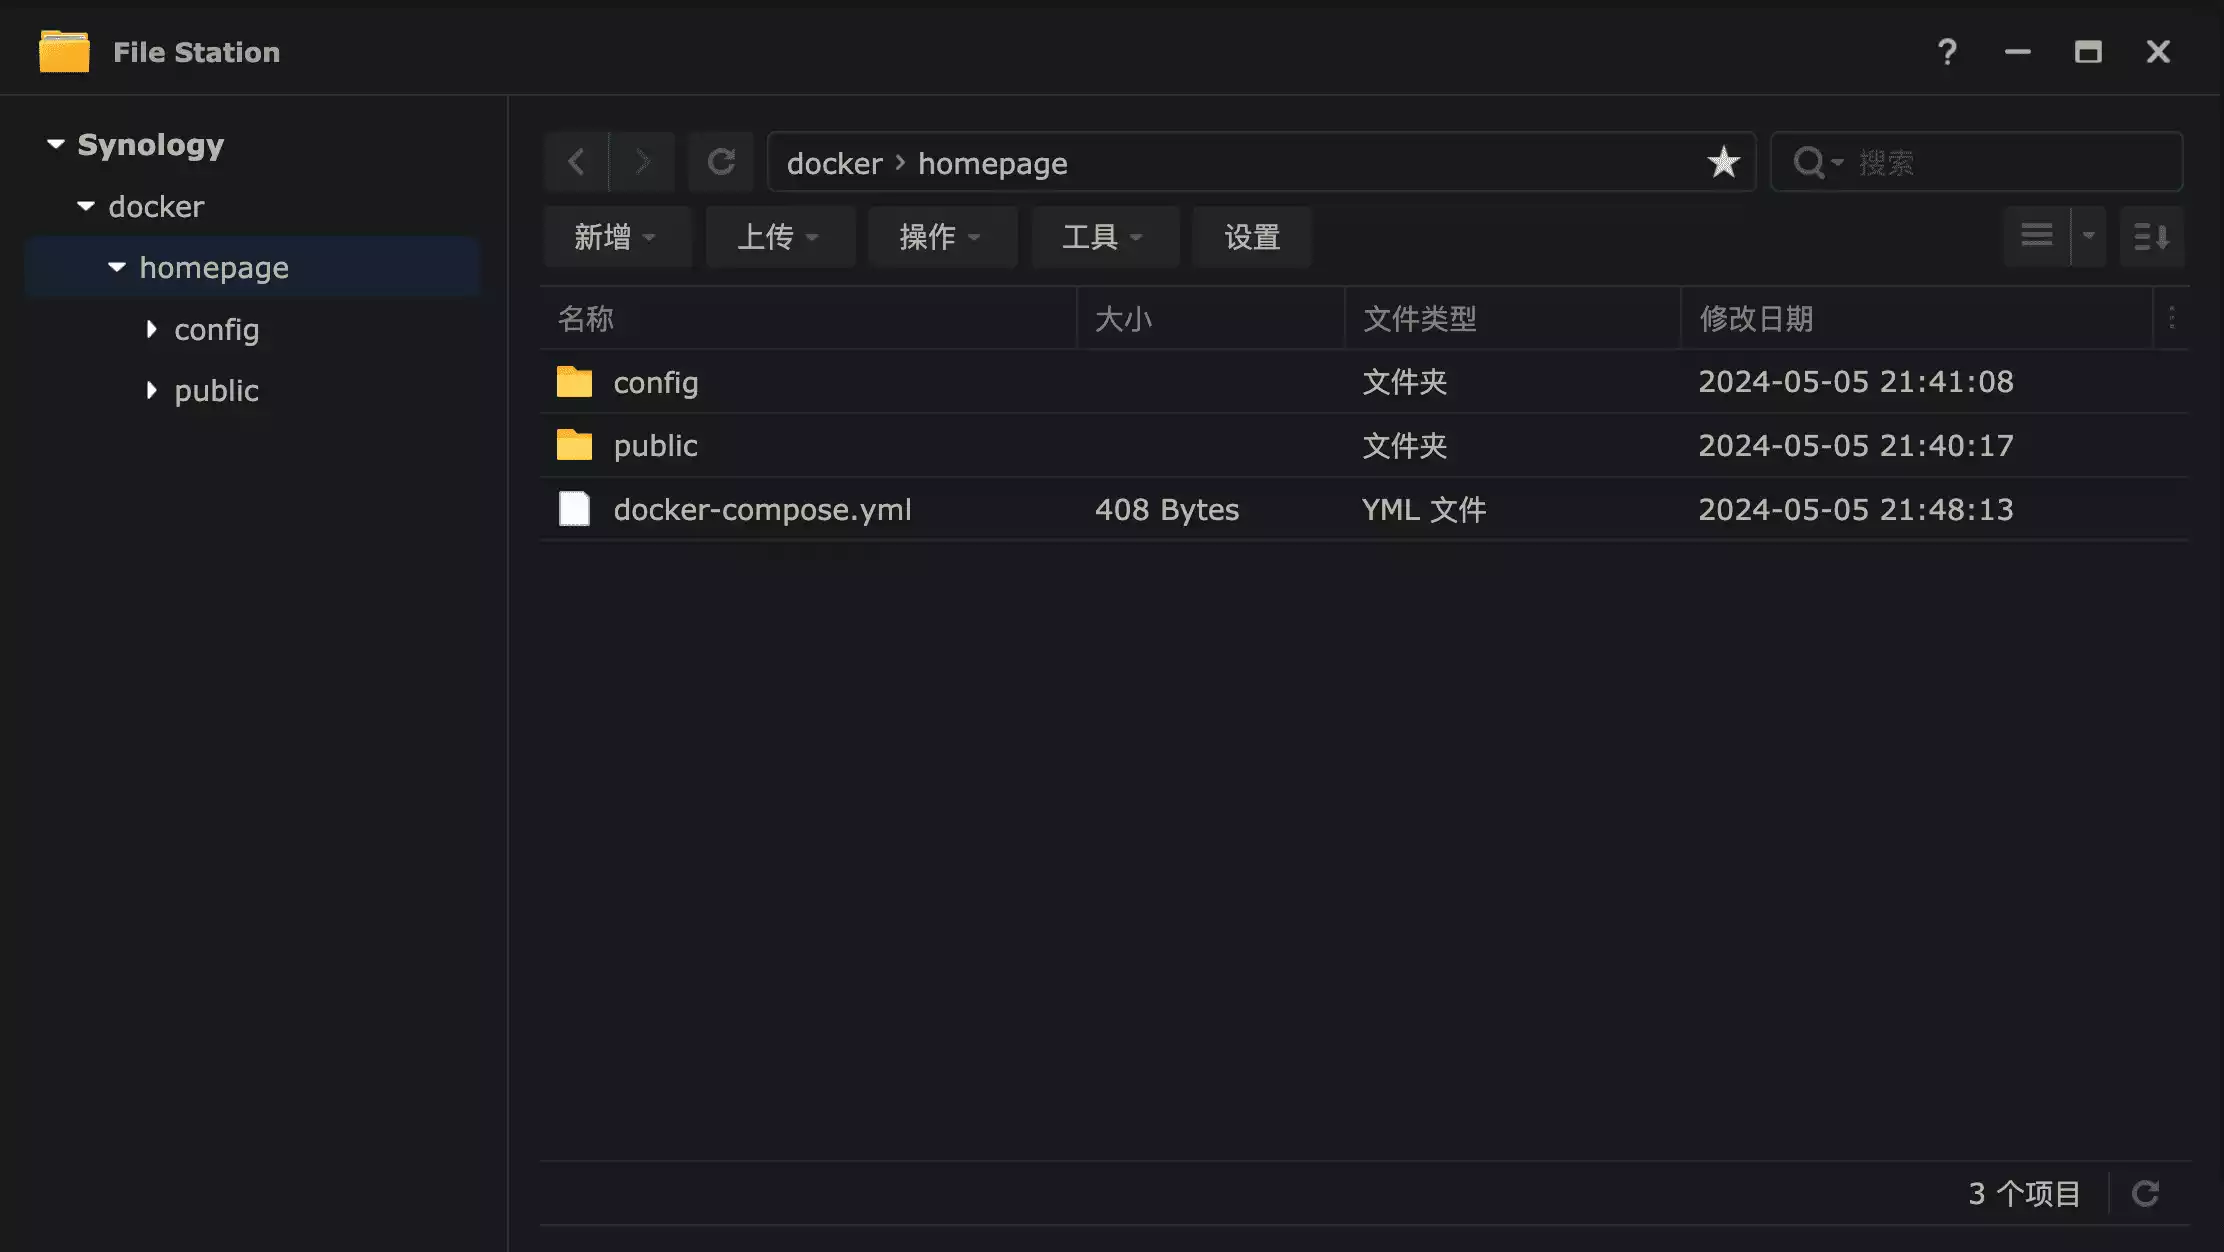 File Station
Synology
docker
homepage
config
public
docker › homepage
搜索
新增 上传 操作 工具 设置
名称 大小 文件类型 修改日期
config 文件夹 2024-05-05 21:41:08
public 文件夹 2024-05-05 21:40:17
docker-compose.yml 408 Bytes YML 文件 2024-05-05 21:48:13
3 个项目